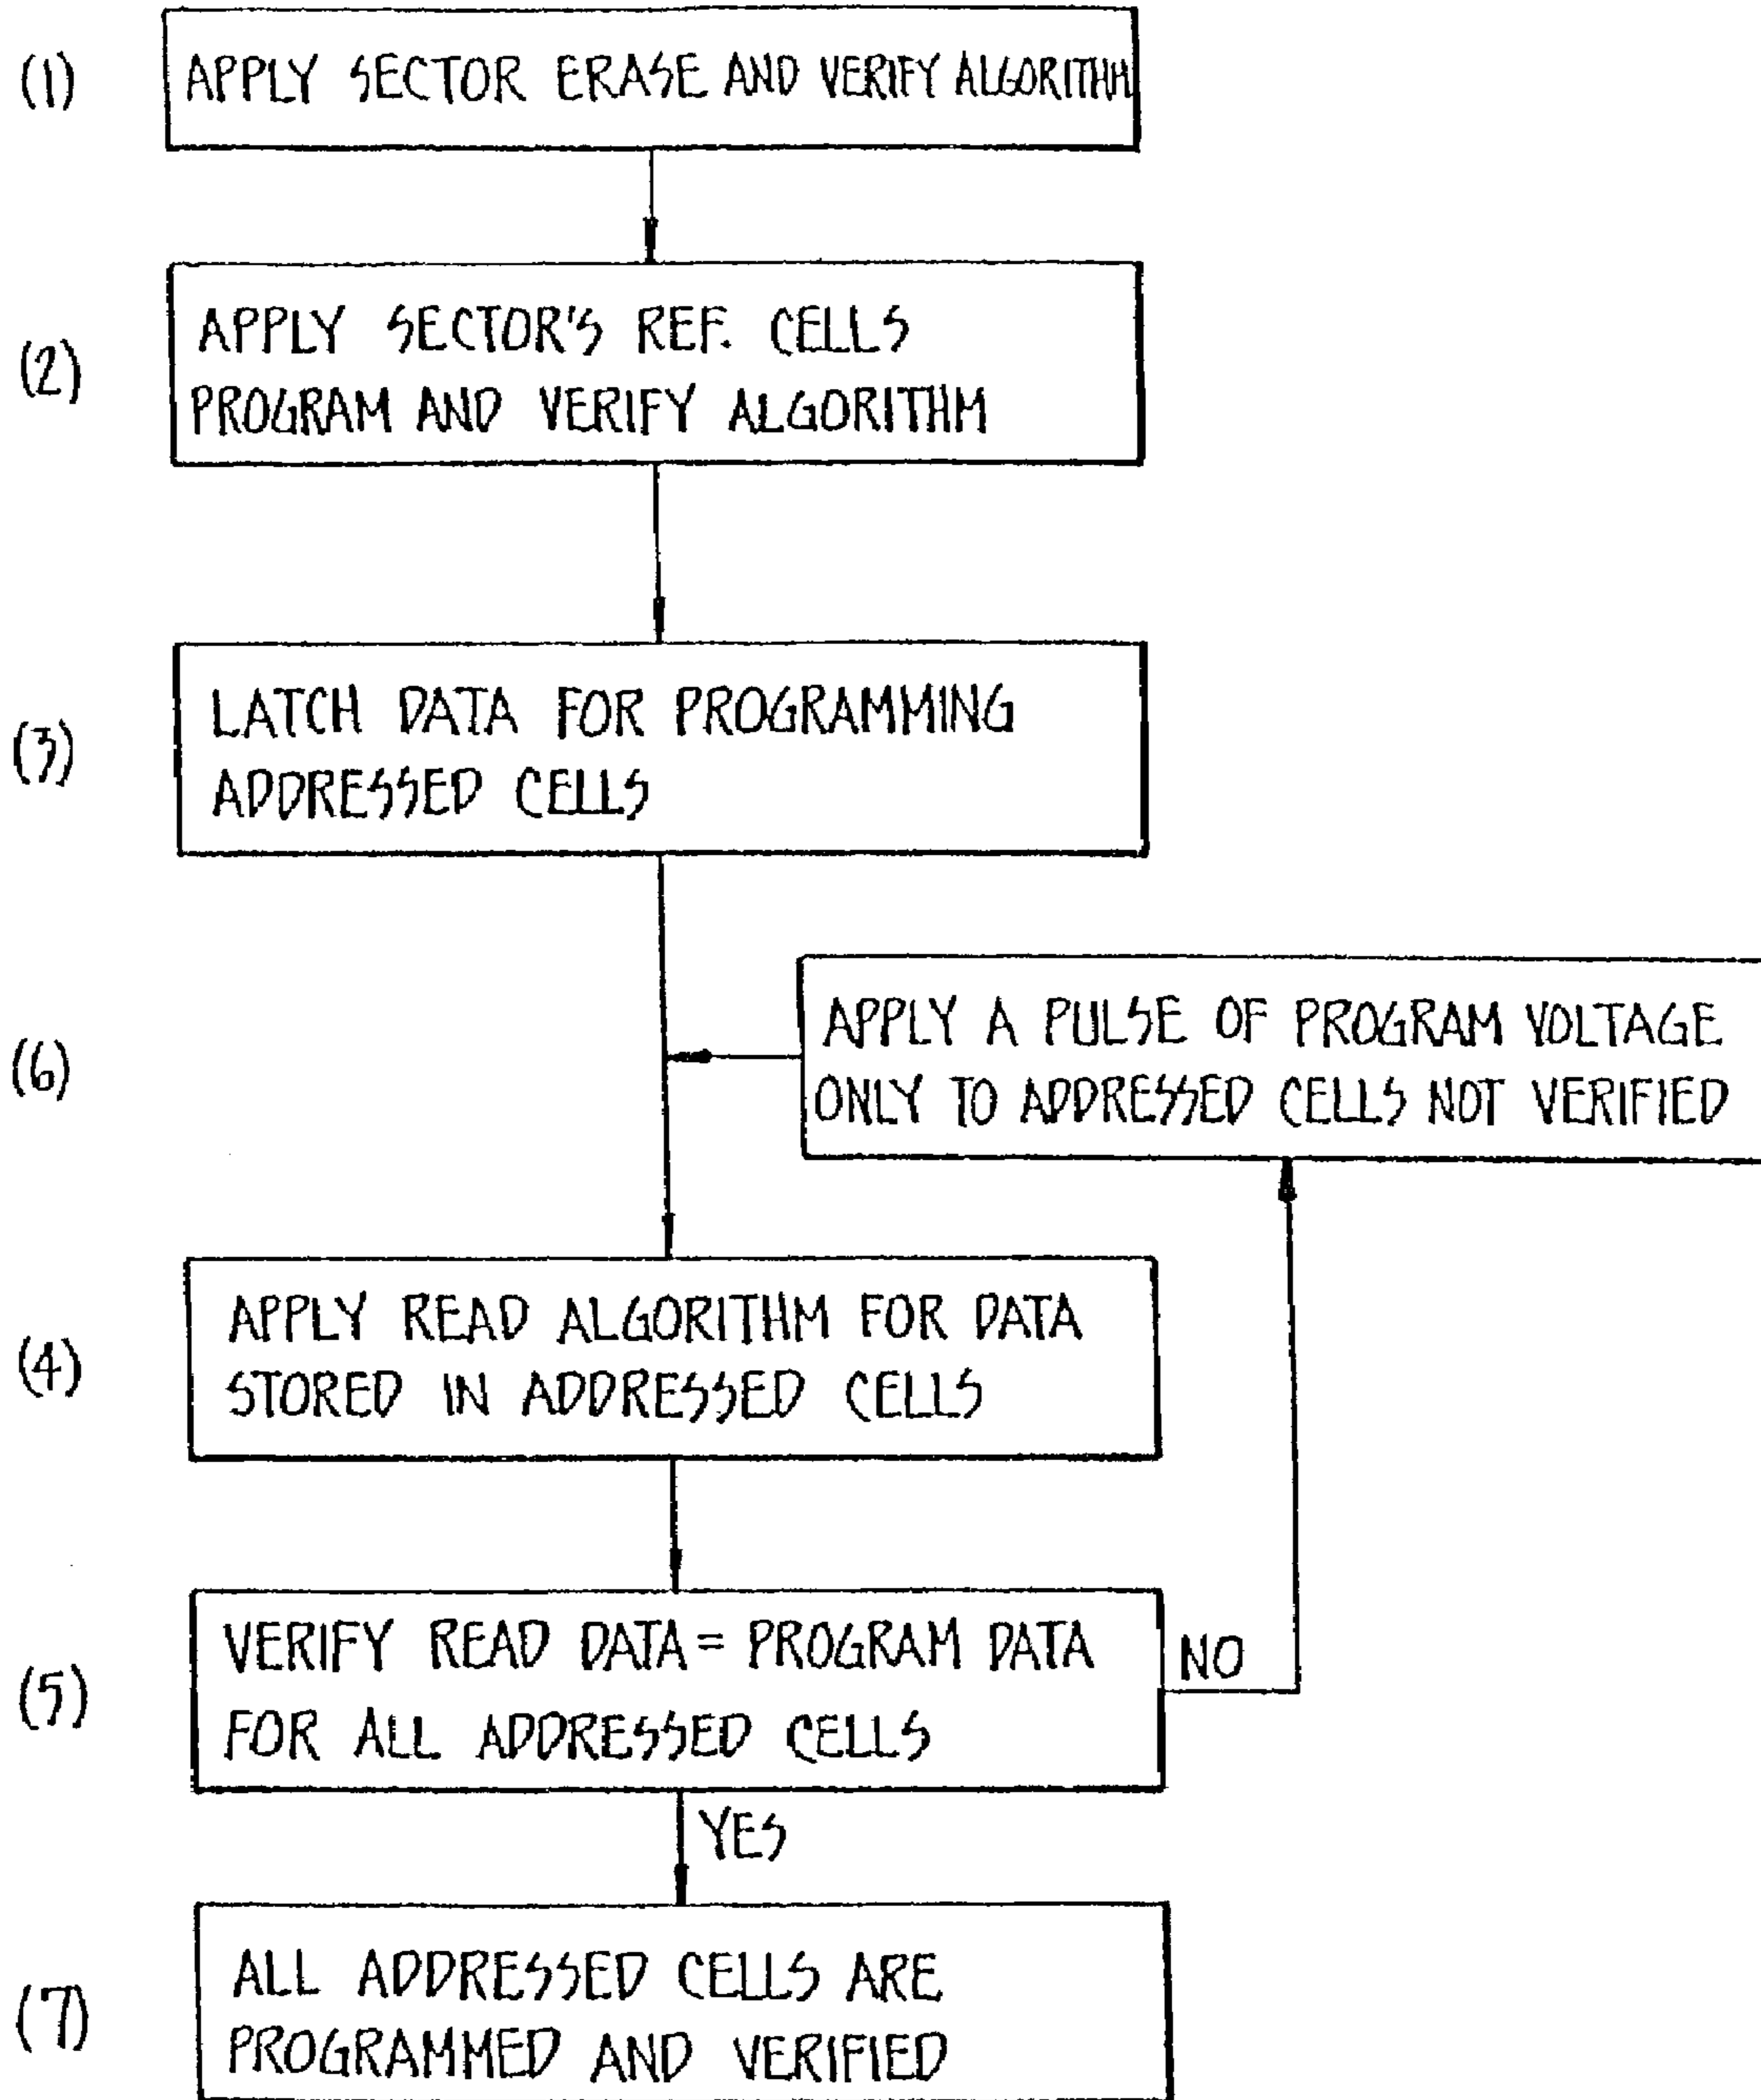 (1)
APPLY SECTOR ERASE AND VERIFY ALGORITHM
(2)
APPLY SECTOR'S REF. CELLS
PROGRAM AND VERIFY ALGORITHM
(3)
LATCH DATA FOR PROGRAMMING
ADDRESSED CELLS
(6)
APPLY A PULSE OF PROGRAM VOLTAGE
ONLY TO ADDRESSED CELLS NOT VERIFIED
(4)
APPLY READ ALGORITHM FOR DATA
STORED IN ADDRESSED CELLS
(5)
VERIFY READ DATA = PROGRAM DATA
FOR ALL ADDRESSED CELLS
NO
YES
(7)
ALL ADDRESSED CELLS ARE
PROGRAMMED AND VERIFIED